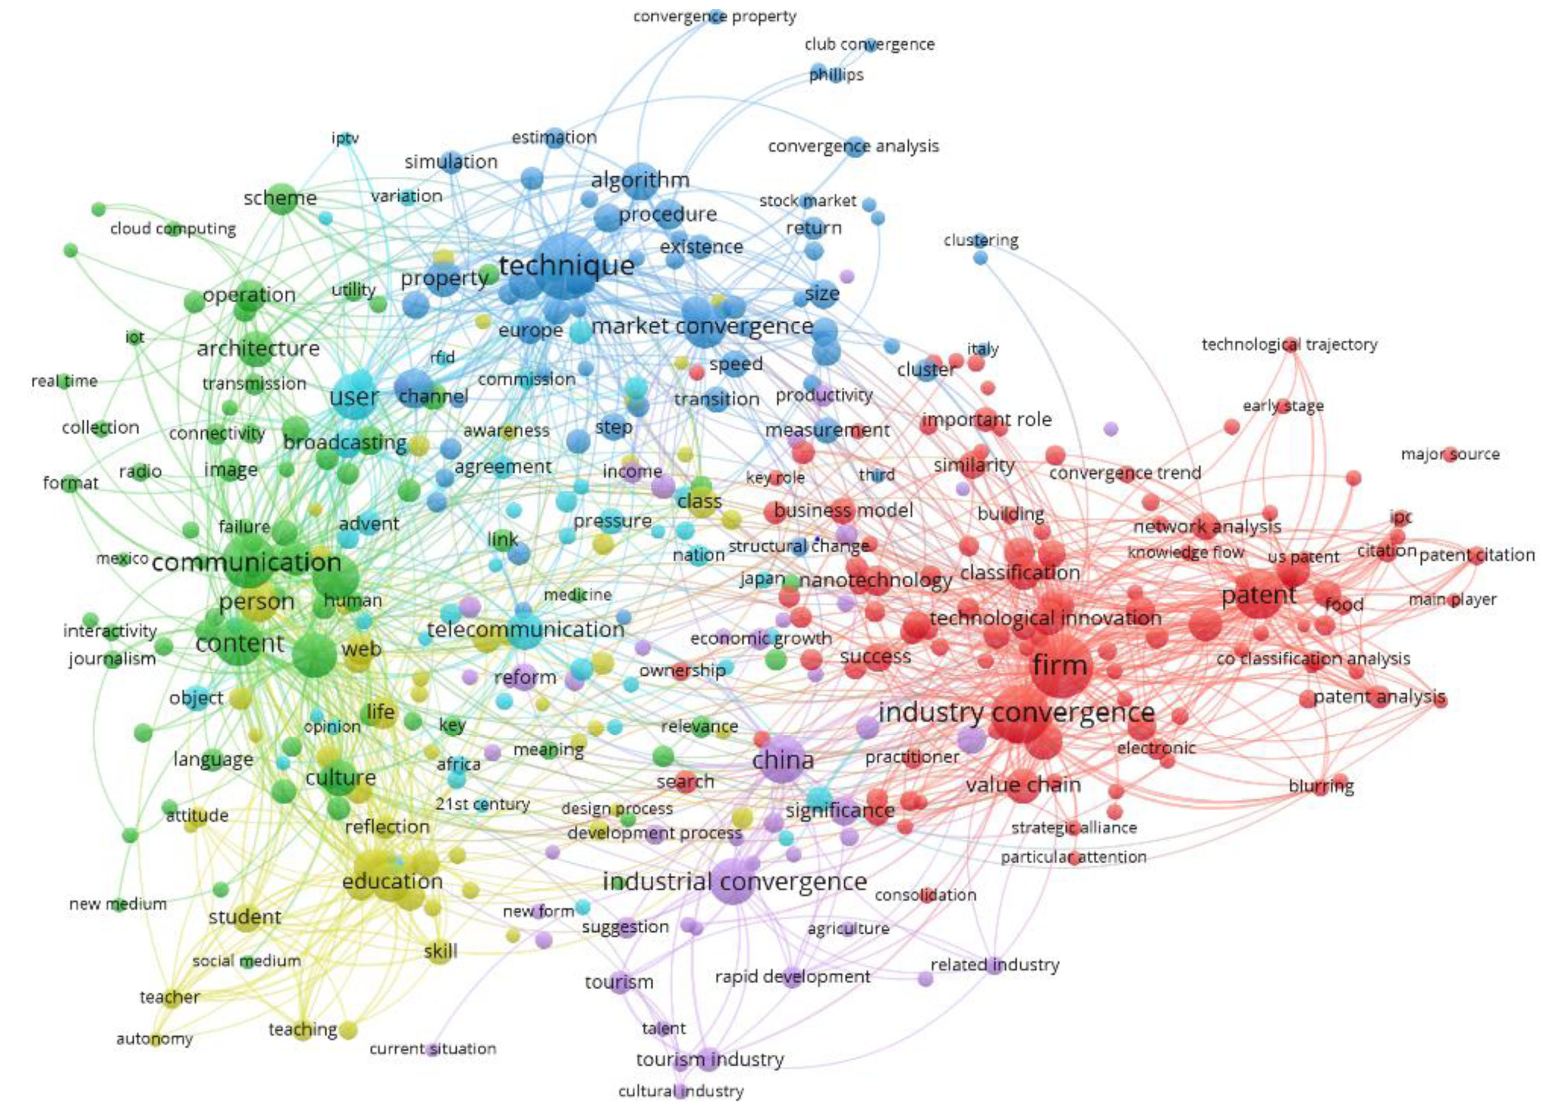 convergence property
club convergence
phillips
iptv
estimation
convergence analysis
simulation
algorithm
scheme
variation
stock market
procedure
cloud computing
return
existence
clustering
technique
property
operation
utility
size
europe
market convergence
iot
architecture
rfid
italy
technological trajectory
speed
cluster
real time
transmission
commission
user
channel
transition
productivity
early stage
collection
connectivity
broadcasting
awareness
step
measurement
important role
major source
format
radio
image
agreement
income
key role
third
similarity
convergence trend
class
business model
building
failure
advent
pressure
network analysis
ipc
link
structural change
mexico
communication
nation
knowledge flow
us patent
citation
patent citation
japan
nanotechnology
classification
person
human
medicine
patent
food
main player
interactivity
content
telecommunication
economic growth
technological innovation
journalism
web
success
firm
co classification analysis
object
reform
ownership
patent analysis
opinion
life
key
relevance
industry convergence
language
meaning
electronic
culture
africa
china
practitioner
search
value chain
blurring
attitude
21st century
design process
significance
reflection
development process
strategic alliance
particular attention
education
industrial convergence
consolidation
new medium
student
new form
suggestion
agriculture
skill
social medium
related industry
teacher
tourism
rapid development
autonomy
teaching
talent
current situation
tourism industry
cultural industry